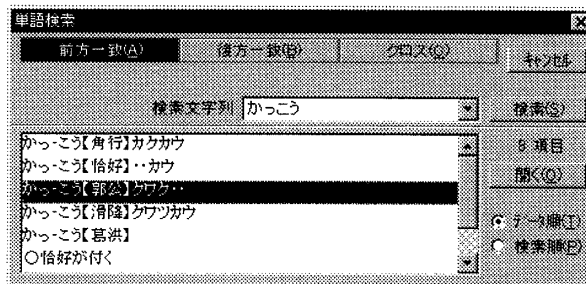 単語検索
前方一致(A) 後方一致(B) クロス(C) キャンセル
検索文字列 かっこう 検索(S)
かっ-こう【角行】カクカウ
9 項目
かっ-こう【恰好】‥カウ
開く(O)
かっ-こう【郭公】クワク‥
かっ-こう【滑降】クワツカウ
データ順(T)
かっ-こう【葛洪】
検索順(P)
○恰好が付く